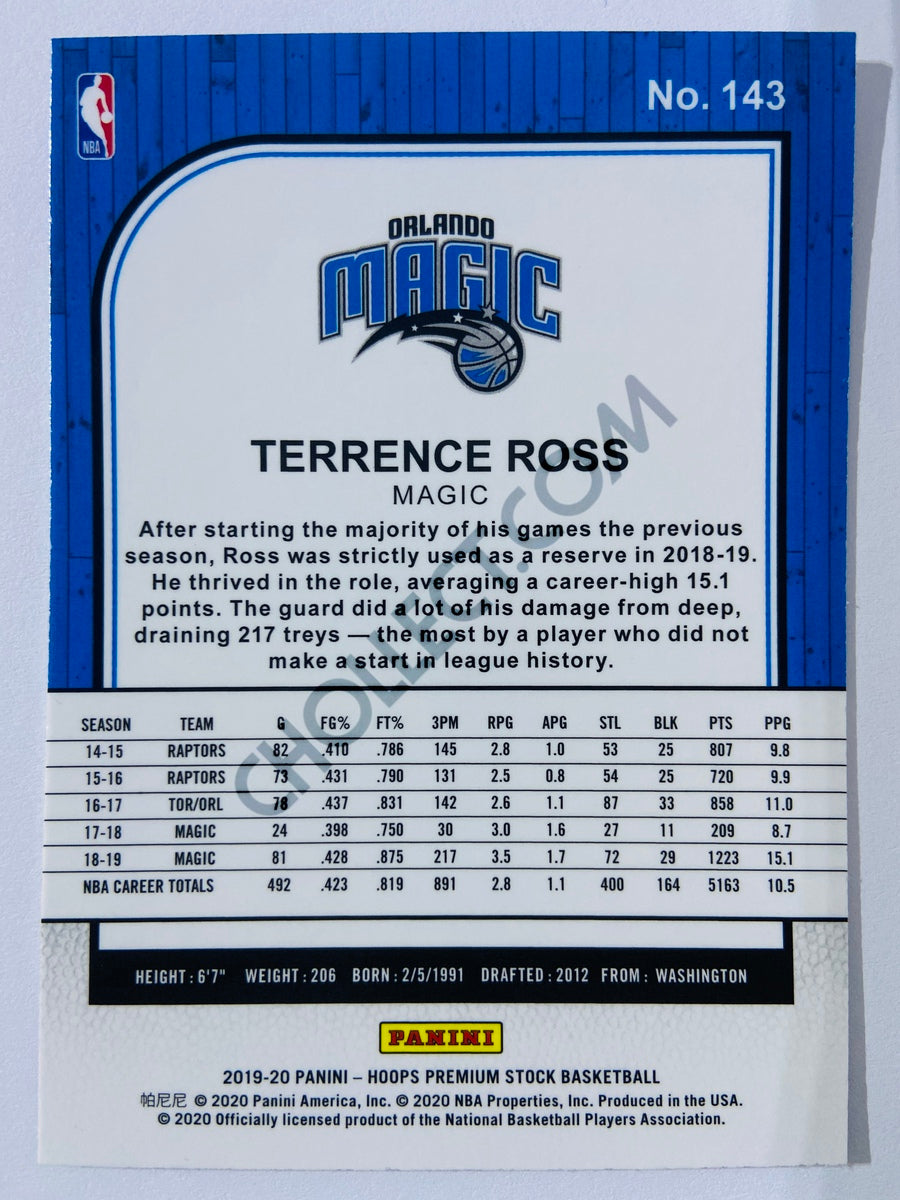 No. 143
NBA
ORLANDO
MAGIC
TERRENCE ROSS
MAGIC
After starting the majority of his games the previous
season, Ross was strictly used as a reserve in 2018-19.
He thrived in the role, averaging a career-high 15.1
points. The guard did a lot of his damage from deep,
draining 217 treys — the most by a player who did not
make a start in league history.
CHOLLECT.COM
SEASON TEAM G FG% FT% 3PM RPG APG STL BLK PTS PPG
14-15 RAPTORS 82 .410 .786 145 2.8 1.0 53 25 807 9.8
15-16 RAPTORS 73 .431 .790 131 2.5 0.8 54 25 720 9.9
16-17 TOR/ORL 78 .437 .831 142 2.6 1.1 87 33 858 11.0
17-18 MAGIC 24 .398 .750 30 3.0 1.6 27 11 209 8.7
18-19 MAGIC 81 .428 .875 217 3.5 1.7 72 29 1223 15.1
NBA CAREER TOTALS 492 .423 .819 891 2.8 1.1 400 164 5163 10.5
HEIGHT : 6'7" WEIGHT : 206 BORN : 2/5/1991 DRAFTED : 2012 FROM : WASHINGTON
PANINI
2019-20 PANINI – HOOPS PREMIUM STOCK BASKETBALL
帕尼尼 © 2020 Panini America, Inc. © 2020 NBA Properties, Inc. Produced in the USA.
© 2020 Officially licensed product of the National Basketball Players Association.